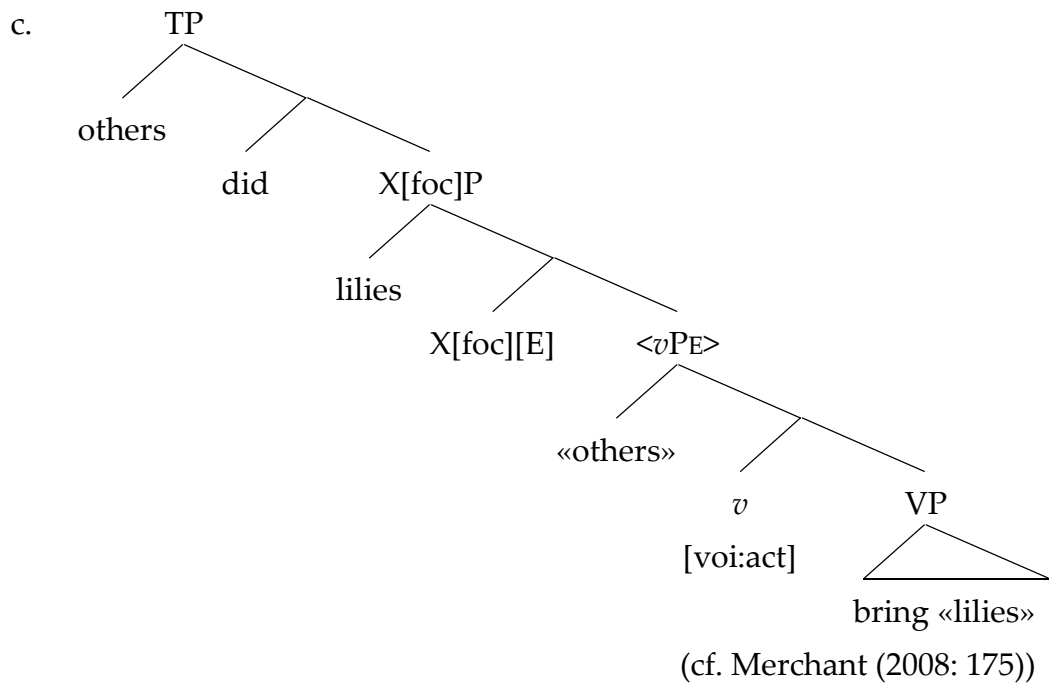 c. TP
others
did X[foc]P
lilies
X[foc][E] <vPE>
«others»
v VP
[voi:act]
bring «lilies»
(cf. Merchant (2008: 175))